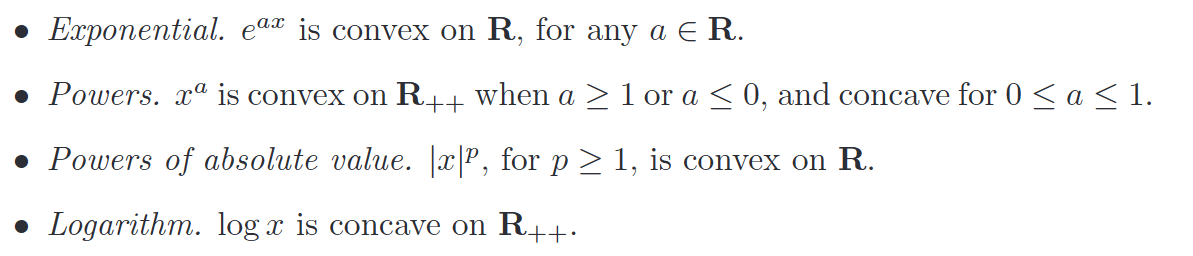 • Exponential. e^{ax} is convex on R, for any a ∈ R.
• Powers. x^a is convex on R_{++} when a ≥ 1 or a ≤ 0, and concave for 0 ≤ a ≤ 1.
• Powers of absolute value. |x|^p, for p ≥ 1, is convex on R.
• Logarithm. log x is concave on R_{++}.